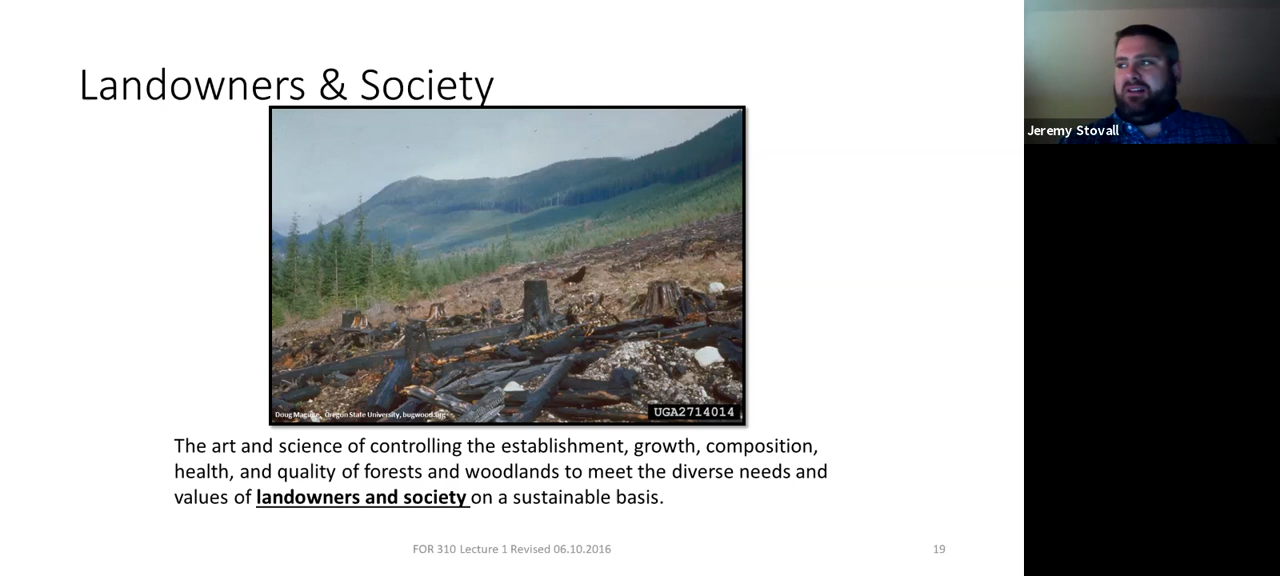 Landowners & Society
Jeremy Stovall
Doug Maguire, Oregon State University, bugwood.org
UGA2714014
The art and science of controlling the establishment, growth, composition,
health, and quality of forests and woodlands to meet the diverse needs and
values of landowners and society on a sustainable basis.
FOR 310 Lecture 1 Revised 06.10.2016
19